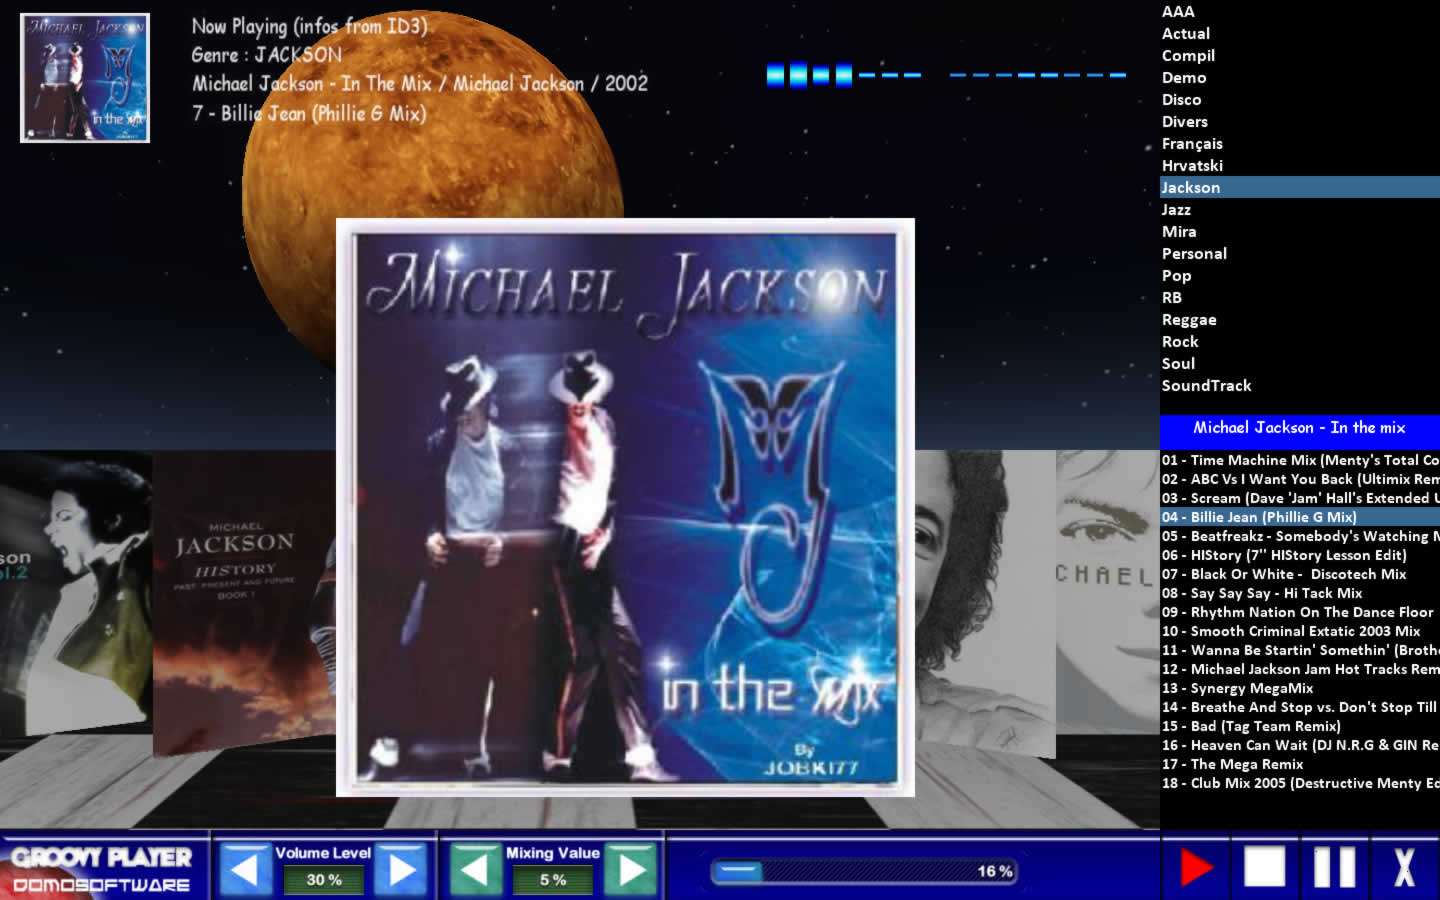 Now Playing (infos from ID3)
Genre : JACKSON
Michael Jackson - In The Mix / Michael Jackson / 2002
7 - Billie Jean (Phillie G Mix)
MICHAEL JACKSON
in the mix
By
JOBKI77
MICHAEL JACKSON
in the mix
By
JOBKI77
son
ol.2
MICHAEL
JACKSON
HISTORY
PAST, PRESENT AND FUTURE
BOOK I
CHAEL
AAA
Actual
Compil
Demo
Disco
Divers
Français
Hrvatski
Jackson
Jazz
Mira
Personal
Pop
RB
Reggae
Rock
Soul
SoundTrack
Michael Jackson - In the mix
01 - Time Machine Mix (Menty's Total Co
02 - ABC Vs I Want You Back (Ultimix Rem
03 - Scream (Dave 'Jam' Hall's Extended U
04 - Billie Jean (Phillie G Mix)
05 - Beatfreakz - Somebody's Watching M
06 - HIStory (7'' HIStory Lesson Edit)
07 - Black Or White -  Discotech Mix
08 - Say Say Say - Hi Tack Mix
09 - Rhythm Nation On The Dance Floor
10 - Smooth Criminal Extatic 2003 Mix
11 - Wanna Be Startin' Somethin' (Brothe
12 - Michael Jackson Jam Hot Tracks Rem
13 - Synergy MegaMix
14 - Breathe And Stop vs. Don't Stop Till
15 - Bad (Tag Team Remix)
16 - Heaven Can Wait (DJ N.R.G & GIN Re
17 - The Mega Remix
18 - Club Mix 2005 (Destructive Menty Ed
GROOVY PLAYER
DOMOSOFTWARE
Volume Level
30 %
Mixing Value
5 %
16 %
X